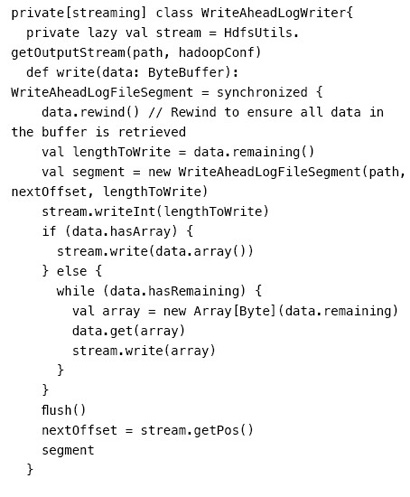 private[streaming] class WriteAheadLogWriter{
  private lazy val stream = HdfsUtils.
getOutputStream(path, hadoopConf)
  def write(data: ByteBuffer):
WriteAheadLogFileSegment = synchronized {
    data.rewind() // Rewind to ensure all data in
the buffer is retrieved
    val lengthToWrite = data.remaining()
    val segment = new WriteAheadLogFileSegment(path,
nextOffset, lengthToWrite)
    stream.writeInt(lengthToWrite)
    if (data.hasArray) {
      stream.write(data.array())
    } else {
      while (data.hasRemaining) {
        val array = new Array[Byte](data.remaining)
        data.get(array)
        stream.write(array)
      }
    }
    flush()
    nextOffset = stream.getPos()
    segment
  }